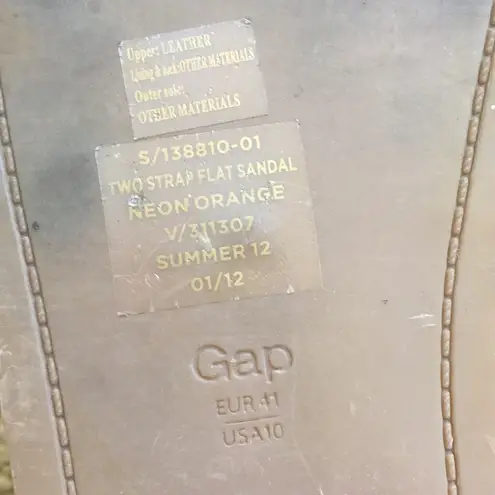 Upper: LEATHER
Lining & sock:OTHER MATERIALS
Outer sole:
OTHER MATERIALS
S/138810-01
TWO STRAP FLAT SANDAL
NEON ORANGE
V/311307
SUMMER 12
01/12
Gap
EUR 41
USA10